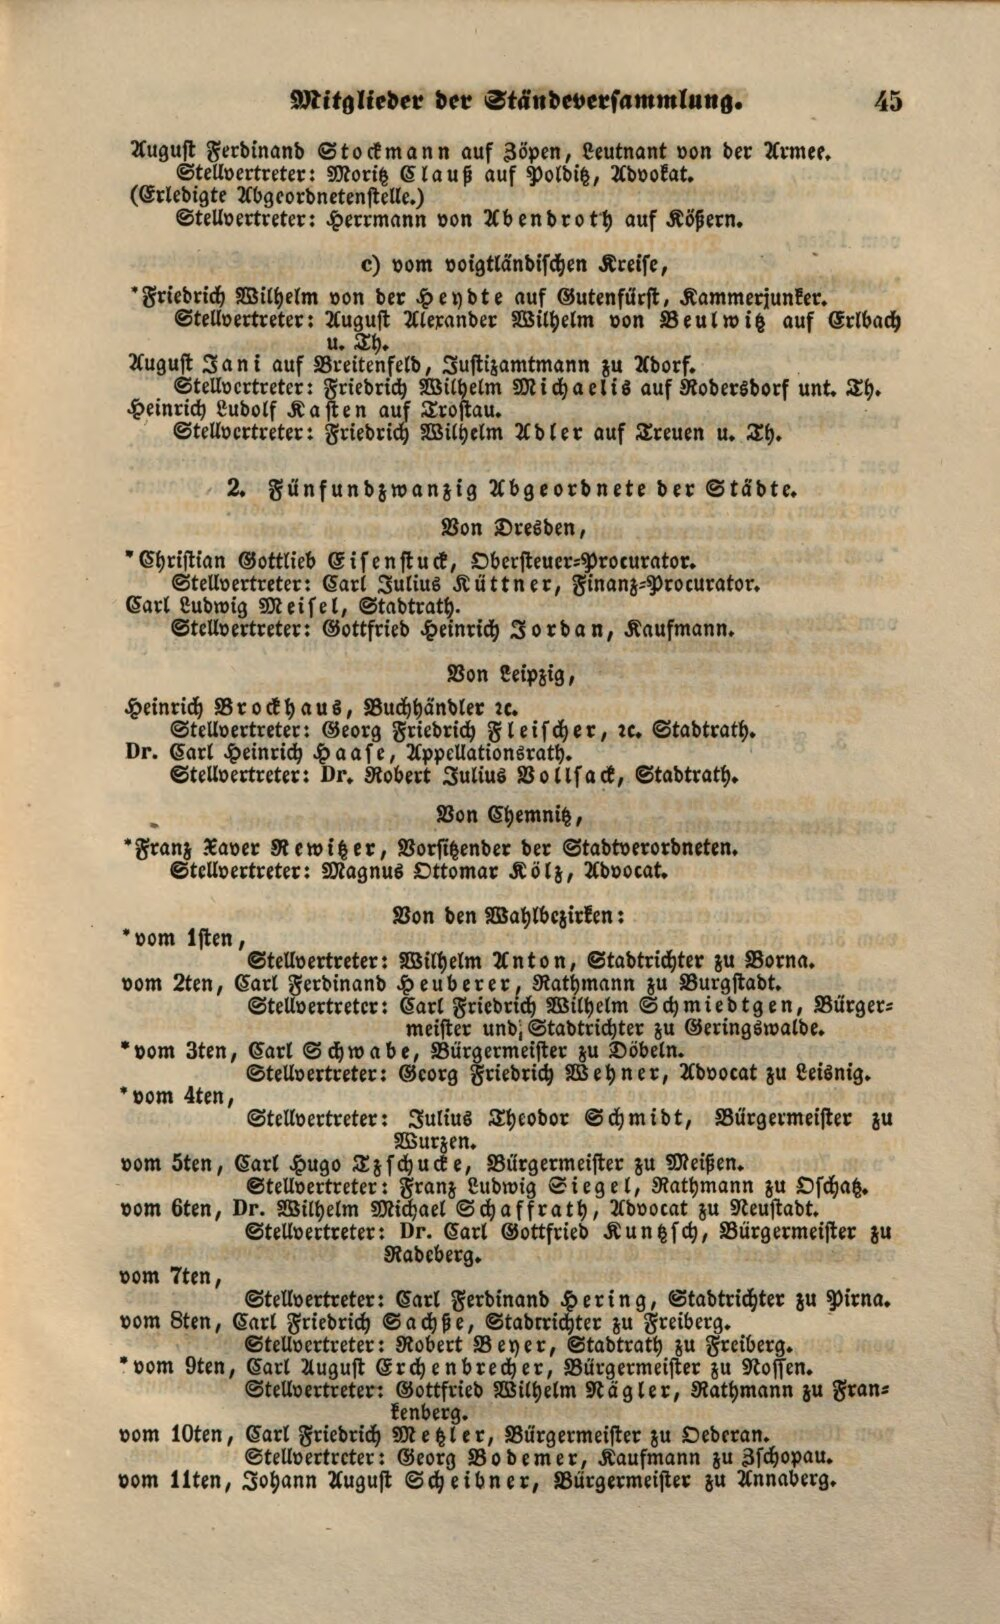 Mitglieder der Ständeversammlung. 45
August Ferdinand Stockmann auf Zöpen, Leutnant von der Armee.
Stellvertreter: Moritz Clauß auf Polditz, Advokat.
(Erledigte Abgeordnetenstelle.)
Stellvertreter: Herrmann von Abendroth auf Kößern.
c) vom voigtländischen Kreise,
*Friedrich Wilhelm von der Heydte auf Gutenfürst, Kammerjunker.
Stellvertreter: August Alexander Wilhelm von Beulwitz auf Erlbach
u. Th.
August Jani auf Breitenfeld, Justizamtmann zu Adorf.
Stellvertreter: Friedrich Wilhelm Michaelis auf Rodersdorf unt. Th.
Heinrich Ludolf Kasten auf Trostau.
Stellvertreter: Friedrich Wilhelm Adler auf Treuen u. Th.
2. Fünfundzwanzig Abgeordnete der Städte.
Von Dresden,
*Christian Gottlieb Eisenstuck, Obersteuer=Procurator.
Stellvertreter: Carl Julius Küttner, Finanz=Procurator.
Carl Ludwig Meisel, Stadtrath.
Stellvertreter: Gottfried Heinrich Jordan, Kaufmann.
Von Leipzig,
Heinrich Brockhaus, Buchhändler ꝛc.
Stellvertreter: Georg Friedrich Fleischer, ꝛc. Stadtrath.
Dr. Carl Heinrich Haase, Appellationsrath.
Stellvertreter: Dr. Robert Julius Vollsack, Stadtrath.
Von Chemnitz,
*Franz Xaver Rewitzer, Vorsitzender der Stadtverordneten.
Stellvertreter: Magnus Ottomar Kölz, Advocat.
Von den Wahlbezirken:
*vom 1sten,
Stellvertreter: Wilhelm Anton, Stadtrichter zu Borna.
vom 2ten, Carl Ferdinand Heuberer, Rathmann zu Burgstadt.
Stellvertreter: Carl Friedrich Wilhelm Schmiedtgen, Bürger=
meister und Stadtrichter zu Geringswalde.
*vom 3ten, Carl Schwabe, Bürgermeister zu Döbeln.
Stellvertreter: Georg Friedrich Wehner, Advocat zu Leisnig.
*vom 4ten,
Stellvertreter: Julius Theodor Schmidt, Bürgermeister zu
Wurzen.
vom 5ten, Carl Hugo Tzschucke, Bürgermeister zu Meißen.
Stellvertreter: Franz Ludwig Siegel, Rathmann zu Oschatz.
vom 6ten, Dr. Wilhelm Michael Schaffrath, Advocat zu Neustadt.
Stellvertreter: Dr. Carl Gottfried Kuntzsch, Bürgermeister zu
Radeberg.
vom 7ten,
Stellvertreter: Carl Ferdinand Hering, Stadtrichter zu Pirna.
vom 8ten, Carl Friedrich Sachße, Stadtrichter zu Freiberg.
Stellvertreter: Robert Beyer, Stadtrath zu Freiberg.
*vom 9ten, Carl August Erchenbrecher, Bürgermeister zu Nossen.
Stellvertreter: Gottfried Wilhelm Nägler, Rathmann zu Fran=
kenberg.
vom 10ten, Carl Friedrich Metzler, Bürgermeister zu Oederan.
Stellvertreter: Georg Bodemer, Kaufmann zu Zschopau.
vom 11ten, Johann August Scheibner, Bürgermeister zu Annaberg.